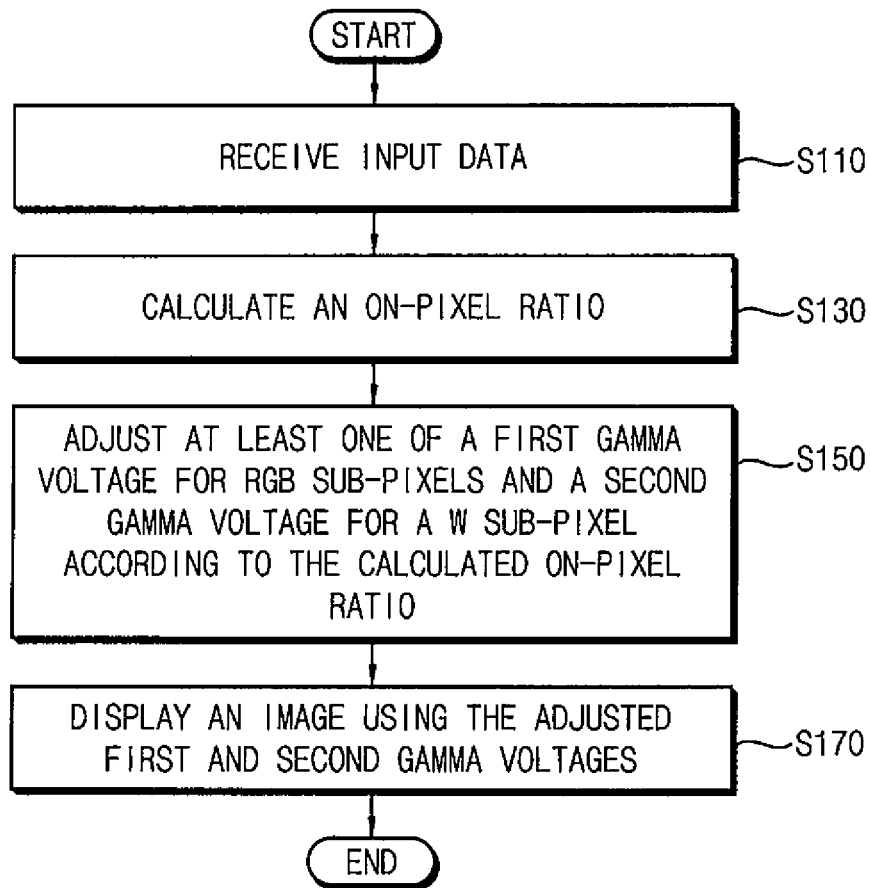 START
RECEIVE INPUT DATA
S110
CALCULATE AN ON-PIXEL RATIO
S130
ADJUST AT LEAST ONE OF A FIRST GAMMA
VOLTAGE FOR RGB SUB-PIXELS AND A SECOND
GAMMA VOLTAGE FOR A W SUB-PIXEL
ACCORDING TO THE CALCULATED ON-PIXEL
RATIO
S150
DISPLAY AN IMAGE USING THE ADJUSTED
FIRST AND SECOND GAMMA VOLTAGES
S170
END